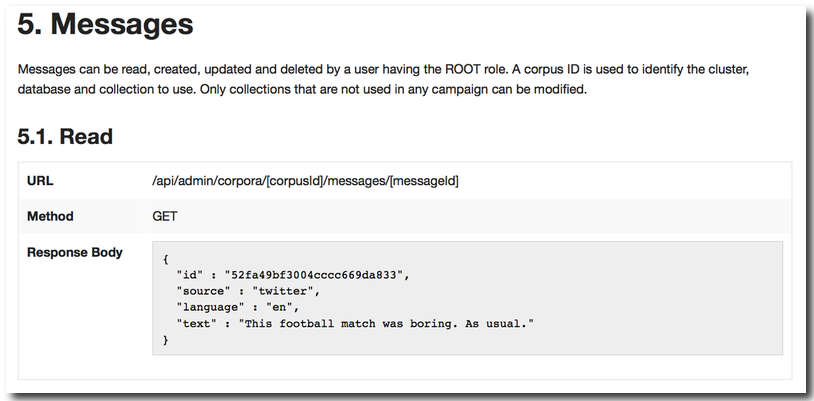 5. Messages
Messages can be read, created, updated and deleted by a user having the ROOT role. A corpus ID is used to identify the cluster,
database and collection to use. Only collections that are not used in any campaign can be modified.
5.1. Read
URL /api/admin/corpora/[corpusId]/messages/[messageId]
Method GET
Response Body
{
"id" : "52fa49bf3004cccc669da833",
"source" : "twitter",
"language" : "en",
"text" : "This football match was boring. As usual."
}